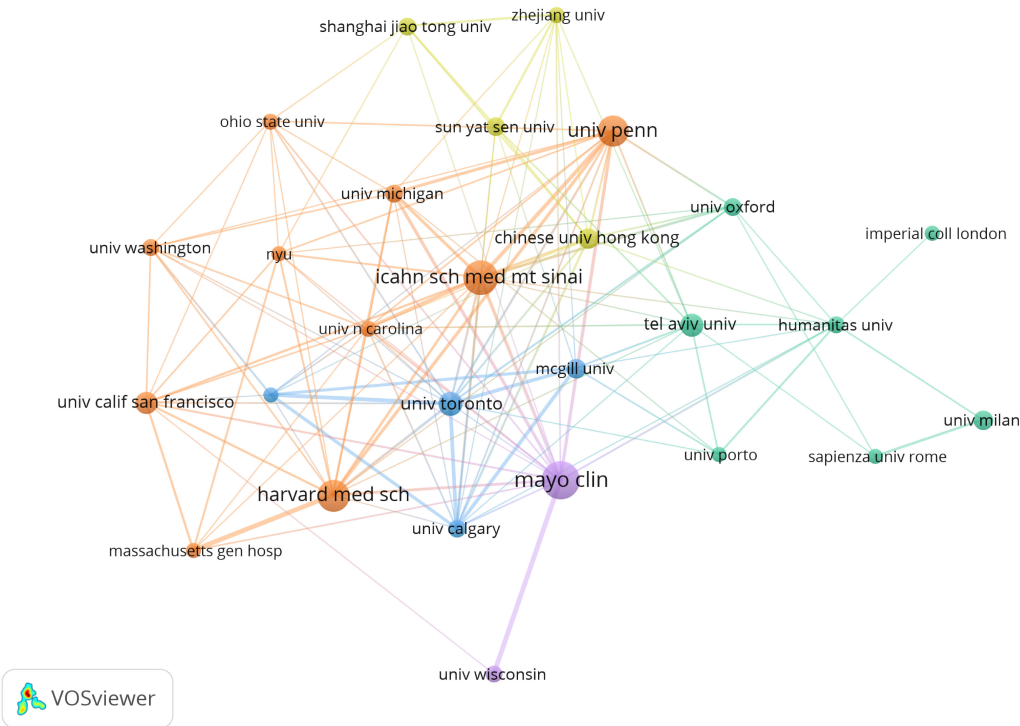 zhejiang univ
shanghai jiao tong univ
ohio state univ
sun yat sen univ
univ penn
univ michigan
univ oxford
imperial coll london
chinese univ hong kong
univ washington
nyu
icahn sch med mt sinai
tel aviv univ
humanitas univ
univ n carolina
mcgill univ
univ calif san francisco
univ toronto
univ milan
univ porto
sapienza univ rome
mayo clin
harvard med sch
univ calgary
massachusetts gen hosp
univ wisconsin
VOSviewer